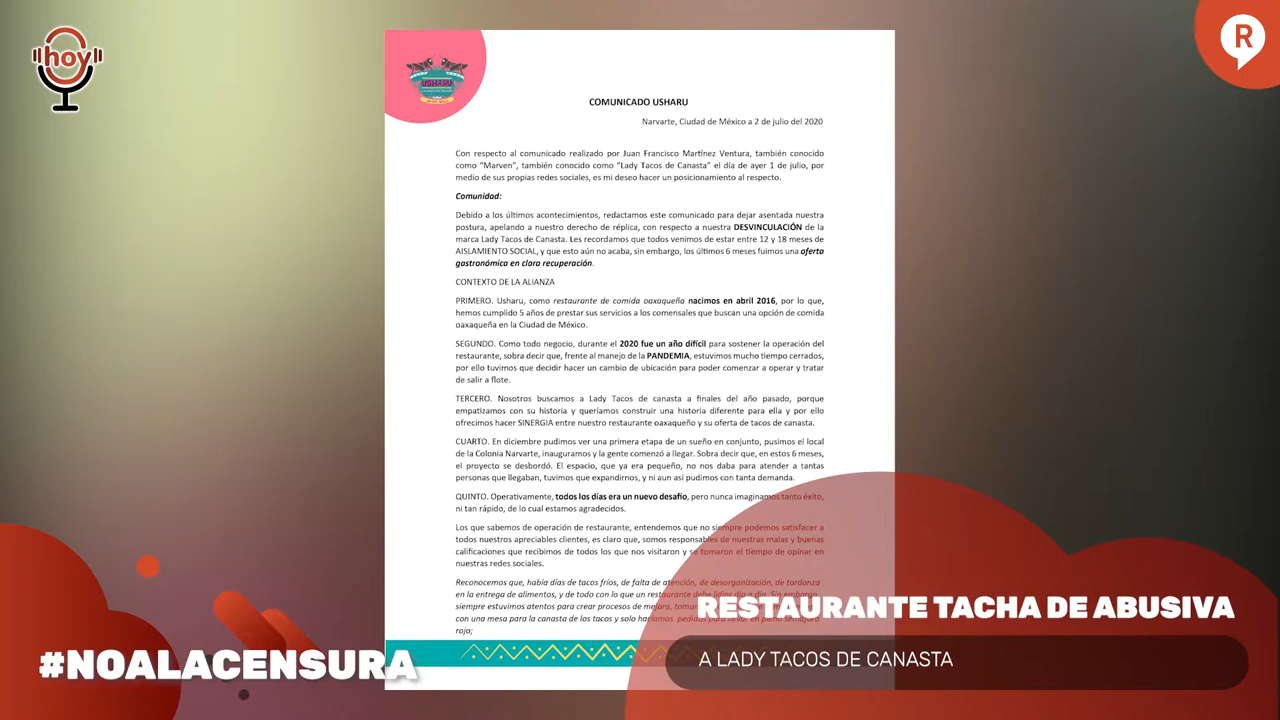 hoy
R
USHARU
COMUNICADO USHARU
Narvarte, Ciudad de México a 2 de julio del 2020
Con respecto al comunicado realizado por Juan Francisco Martínez Ventura, también conocido
como “Marven”, también conocido como “Lady Tacos de Canasta” el día de ayer 1 de julio, por
medio de sus propias redes sociales, es mi deseo hacer un posicionamiento al respecto.
Comunidad:
Debido a los últimos acontecimientos, redactamos este comunicado para dejar asentada nuestra
postura, apelando a nuestro derecho de réplica, con respecto a nuestra DESVINCULACIÓN de la
marca Lady Tacos de Canasta. Les recordamos que todos venimos de estar entre 12 y 18 meses de
AISLAMIENTO SOCIAL, y que esto aún no acaba, sin embargo, los últimos 6 meses fuimos una oferta
gastronómica en clara recuperación.
CONTEXTO DE LA ALIANZA
PRIMERO. Usharu, como restaurante de comida oaxaqueña nacimos en abril 2016, por lo que,
hemos cumplido 5 años de prestar sus servicios a los comensales que buscan una opción de comida
oaxaqueña en la Ciudad de México.
SEGUNDO. Como todo negocio, durante el 2020 fue un año difícil para sostener la operación del
restaurante, sobra decir que, frente al manejo de la PANDEMIA, estuvimos mucho tiempo cerrados,
por ello tuvimos que decidir hacer un cambio de ubicación para poder comenzar a operar y tratar
de salir a flote.
TERCERO. Nosotros buscamos a Lady Tacos de canasta a finales del año pasado, porque
empatizamos con su historia y queríamos construir una historia diferente para ella y por ello
ofrecimos hacer SINERGIA entre nuestro restaurante oaxaqueño y su oferta de tacos de canasta.
CUARTO. En diciembre pudimos ver una primera etapa de un sueño en conjunto, pusimos el local
de la Colonia Narvarte, inauguramos y la gente comenzó a llegar. Sobra decir que, en estos 6 meses,
el proyecto se desbordó. El espacio, que ya era pequeño, no nos daba para atender a tantas
personas que llegaban, tuvimos que expandirnos, y ni aun así pudimos con tanta demanda.
QUINTO. Operativamente, todos los días era un nuevo desafío, pero nunca imaginamos tanto éxito,
ni tan rápido, de lo cual estamos agradecidos.
Los que sabemos de operación de restaurante, entendemos que no siempre podemos satisfacer a
todos nuestros apreciables clientes, es claro que, somos responsables de nuestras malas y buenas
calificaciones que recibimos de todos los que nos visitaron y se tomaron el tiempo de opinar en
nuestras redes sociales.
Reconocemos que, había días de tacos fríos, de falta de atención, de desorganización, de tardanza
en la entrega de alimentos, y de todo con lo que un restaurante debe lidiar día a día. Sin embargo,
siempre estuvimos atentos para crear procesos de mejora,
con una mesa para la canasta de los tacos y solo hacíamos pedidos para llevar en pleno semáforo
rojo;
RESTAURANTE TACHA DE ABUSIVA
A LADY TACOS DE CANASTA
#NOALACENSURA